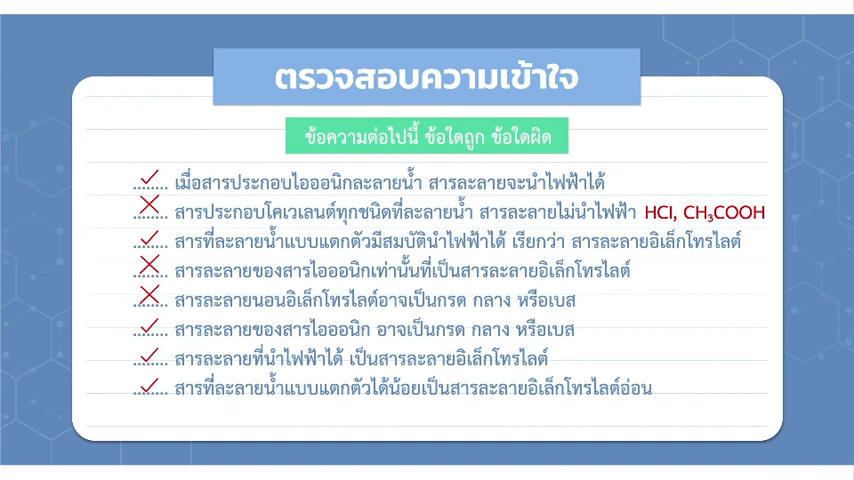 ตรวจสอบความเข้าใจ
ข้อความต่อไปนี้ ข้อใดถูก ข้อใดผิด
........ เมื่อสารประกอบไอออนิกละลายน้ำ สารละลายจะนำไฟฟ้าได้
........ สารประกอบโคเวเลนต์ทุกชนิดที่ละลายน้ำ สารละลายไม่นำไฟฟ้า HCl, CH₃COOH
........ สารที่ละลายน้ำแบบแตกตัวมีสมบัตินำไฟฟ้าได้ เรียกว่า สารละลายอิเล็กโทรไลต์
........ สารละลายของสารไอออนิกเท่านั้นที่เป็นสารละลายอิเล็กโทรไลต์
........ สารละลายนอนอิเล็กโทรไลต์อาจเป็นกรด กลาง หรือเบส
........ สารละลายของสารไอออนิก อาจเป็นกรด กลาง หรือเบส
........ สารละลายที่นำไฟฟ้าได้ เป็นสารละลายอิเล็กโทรไลต์
........ สารที่ละลายน้ำแบบแตกตัวได้น้อยเป็นสารละลายอิเล็กโทรไลต์อ่อน